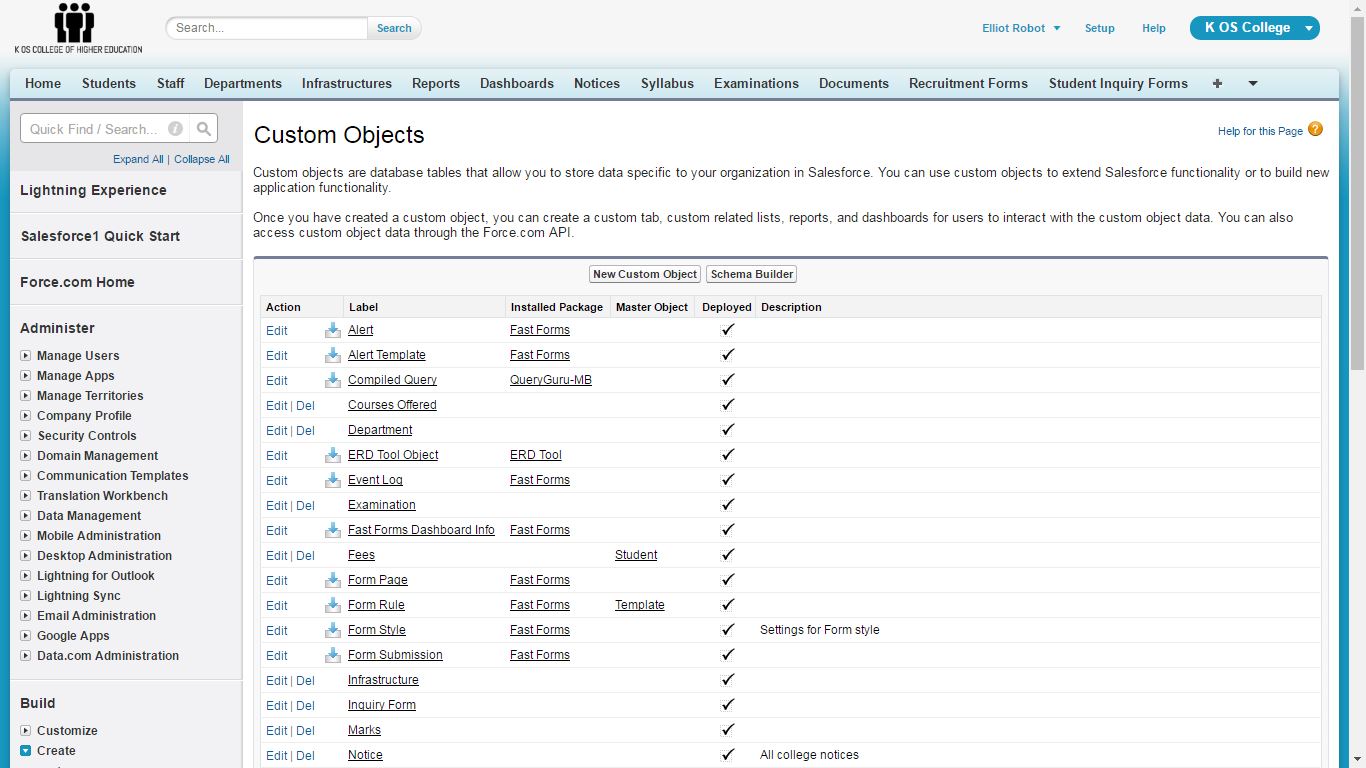 K OS COLLEGE OF HIGHER EDUCATION
Search... Search
Elliot Robot Setup Help K OS College
Home Students Staff Departments Infrastructures Reports Dashboards Notices Syllabus Examinations Documents Recruitment Forms Student Inquiry Forms +
Quick Find / Search... i
Expand All | Collapse All
Lightning Experience
Salesforce1 Quick Start
Force.com Home
Administer
Manage Users
Manage Apps
Manage Territories
Company Profile
Security Controls
Domain Management
Communication Templates
Translation Workbench
Data Management
Mobile Administration
Desktop Administration
Lightning for Outlook
Lightning Sync
Email Administration
Google Apps
Data.com Administration
Build
Customize
Create
Custom Objects
Help for this Page ?
Custom objects are database tables that allow you to store data specific to your organization in Salesforce. You can use custom objects to extend Salesforce functionality or to build new
application functionality.
Once you have created a custom object, you can create a custom tab, custom related lists, reports, and dashboards for users to interact with the custom object data. You can also
access custom object data through the Force.com API.
New Custom Object Schema Builder
Action Label Installed Package Master Object Deployed Description
Edit Alert Fast Forms
Edit Alert Template Fast Forms
Edit Compiled Query QueryGuru-MB
Edit | Del Courses Offered
Edit | Del Department
Edit ERD Tool Object ERD Tool
Edit Event Log Fast Forms
Edit | Del Examination
Edit Fast Forms Dashboard Info Fast Forms
Edit | Del Fees Student
Edit Form Page Fast Forms
Edit Form Rule Fast Forms Template
Edit Form Style Fast Forms Settings for Form style
Edit Form Submission Fast Forms
Edit | Del Infrastructure
Edit | Del Inquiry Form
Edit | Del Marks
Edit | Del Notice All college notices